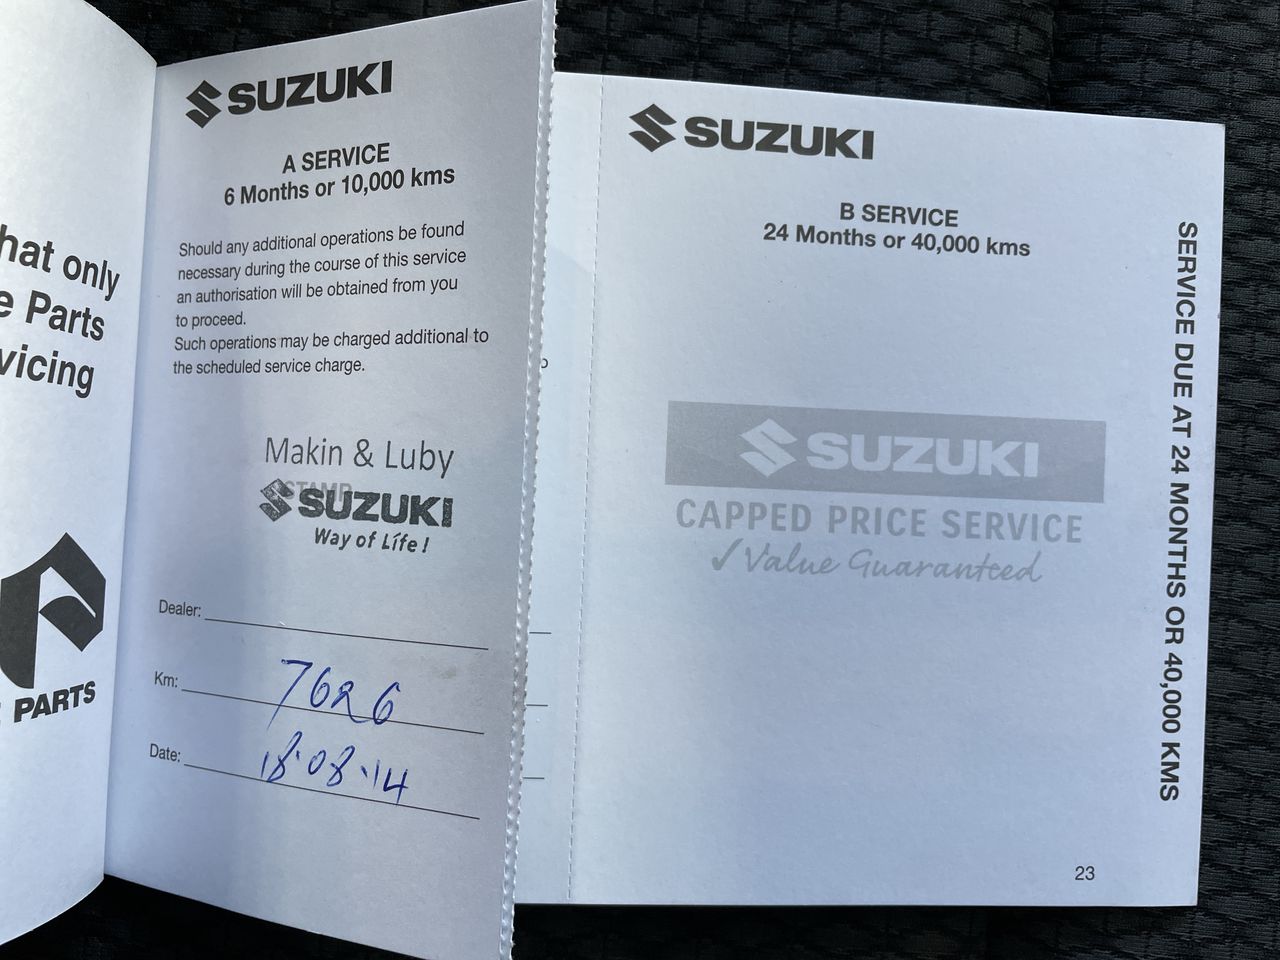 hat only
e Parts
vicing
PARTS
SUZUKI
A SERVICE
6 Months or 10,000 kms
Should any additional operations be found
necessary during the course of this service
an authorisation will be obtained from you
to proceed.
Such operations may be charged additional to
the scheduled service charge.
Makin & Luby
STAMP
SUZUKI
Way of Life!
Dealer:
Km: 7626
Date: 18.08.14
SUZUKI
B SERVICE
24 Months or 40,000 kms
SUZUKI
CAPPED PRICE SERVICE
✓Value Guaranteed
SERVICE DUE AT 24 MONTHS OR 40,000 KMS
23